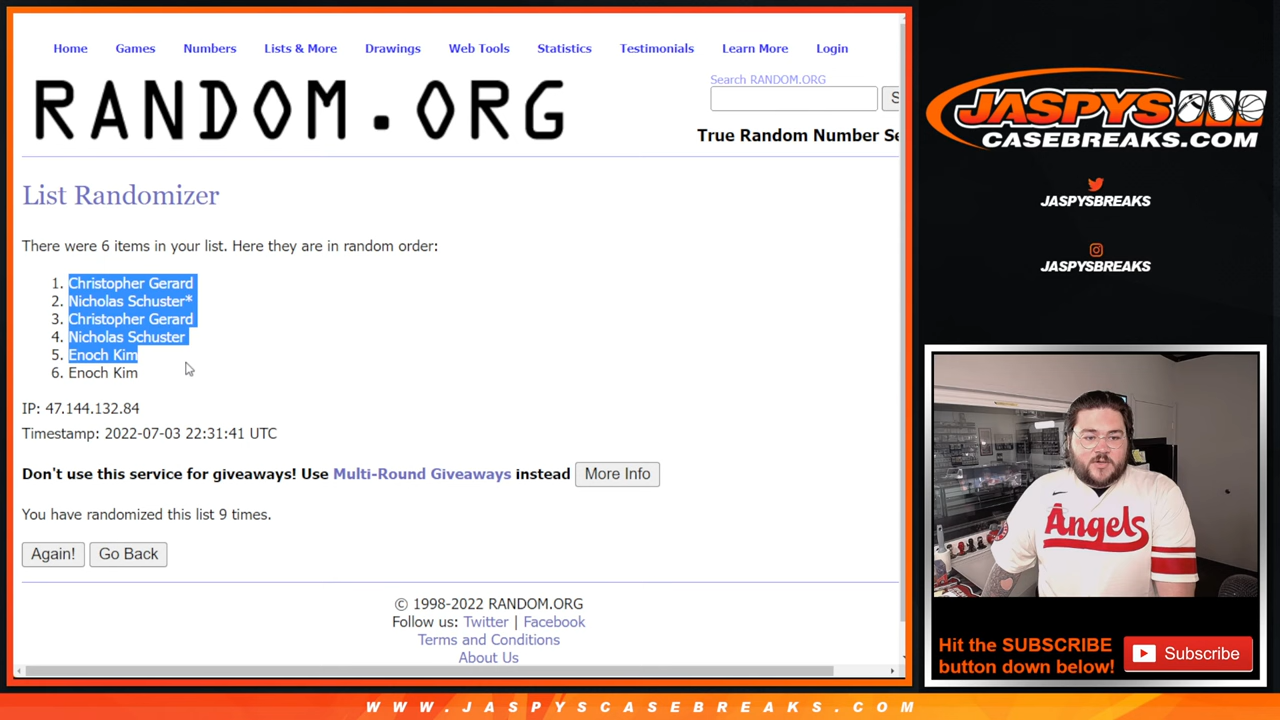 Home Games Numbers Lists & More Drawings Web Tools Statistics Testimonials Learn More Login
Search RANDOM.ORG
RANDOM.ORG
S
True Random Number Se
List Randomizer
There were 6 items in your list. Here they are in random order:
1. Christopher Gerard
2. Nicholas Schuster*
3. Christopher Gerard
4. Nicholas Schuster
5. Enoch Kim
6. Enoch Kim
IP: 47.144.132.84
Timestamp: 2022-07-03 22:31:41 UTC
Don't use this service for giveaways! Use Multi-Round Giveaways instead More Info
You have randomized this list 9 times.
Again! Go Back
© 1998-2022 RANDOM.ORG
Follow us: Twitter | Facebook
Terms and Conditions
About Us
JASPYS
CASEBREAKS.COM
JASPYSBREAKS
JASPYSBREAKS
Angels
Hit the SUBSCRIBE
button down below!
Subscribe
WWW.JASPYSCASEBREAKS.COM